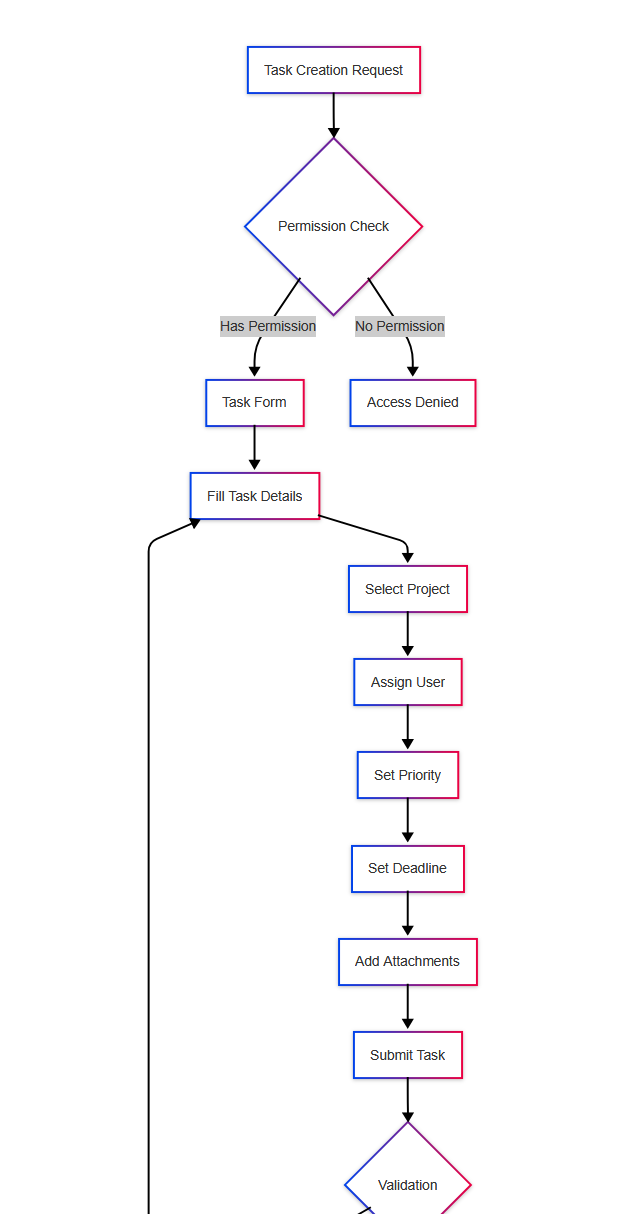 Task Creation Request
Permission Check
Has Permission
No Permission
Task Form
Access Denied
Fill Task Details
Select Project
Assign User
Set Priority
Set Deadline
Add Attachments
Submit Task
Validation